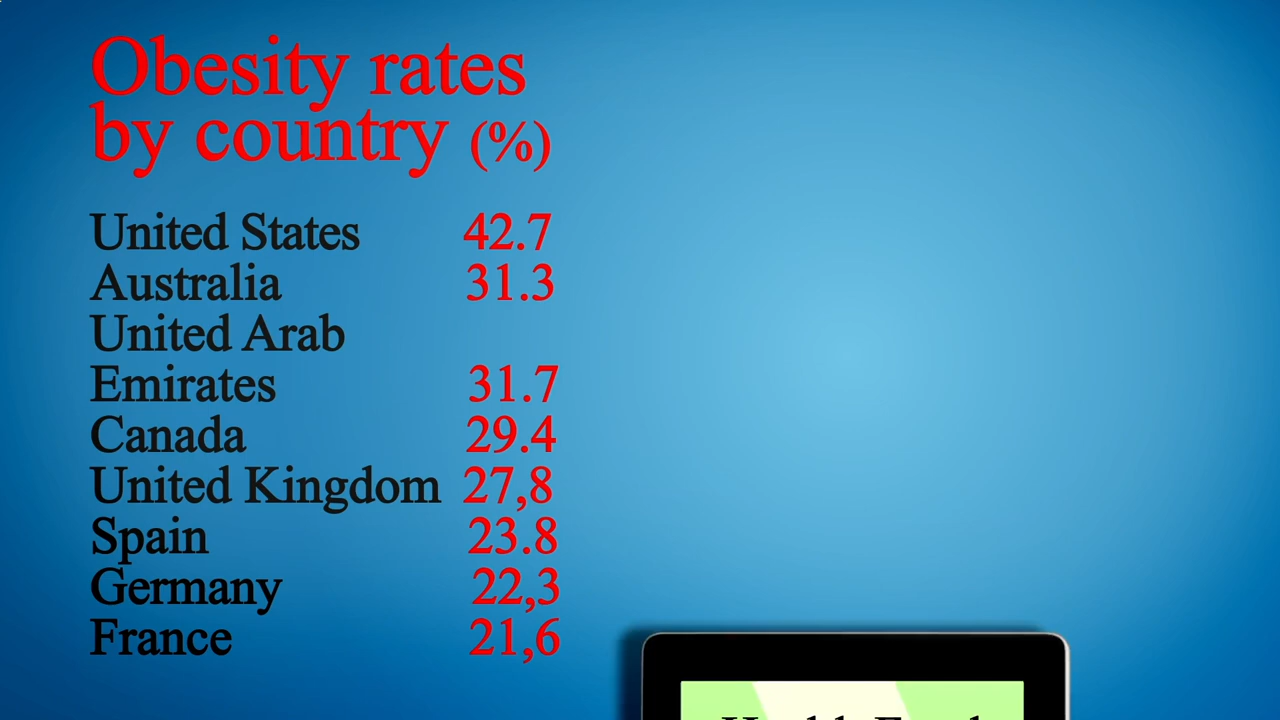 Obesity rates
by country (%)
United States 42.7
Australia 31.3
United Arab
Emirates 31.7
Canada 29.4
United Kingdom 27,8
Spain 23.8
Germany 22,3
France 21,6